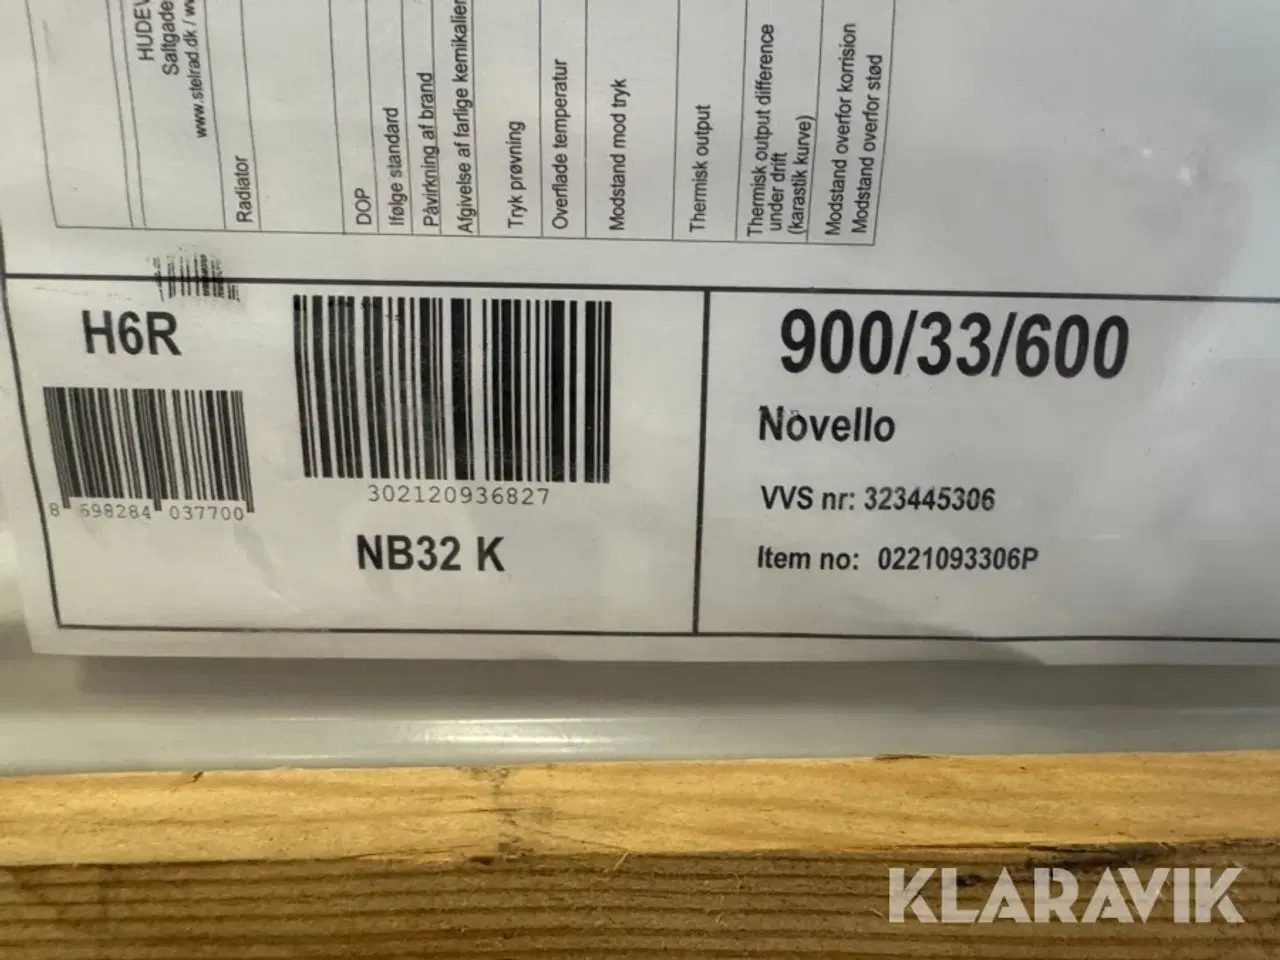 HUDEV
Saltgade
www.stelrad.dk / w
Radiator
DOP
Ifølge standard
Påvirkning af brand
Afgivelse af farlige kemikalier
Tryk prøvning
Overflade temperatur
Modstand mod tryk
Thermisk output
Thermisk output difference
under drift
(karastik kurve)
Modstand overfor korrision
Modstand overfor stød
H6R
8 698284 037700
302120936827
NB32 K
900/33/600
Novello
VVS nr: 323445306
Item no: 0221093306P
KLARAVIK